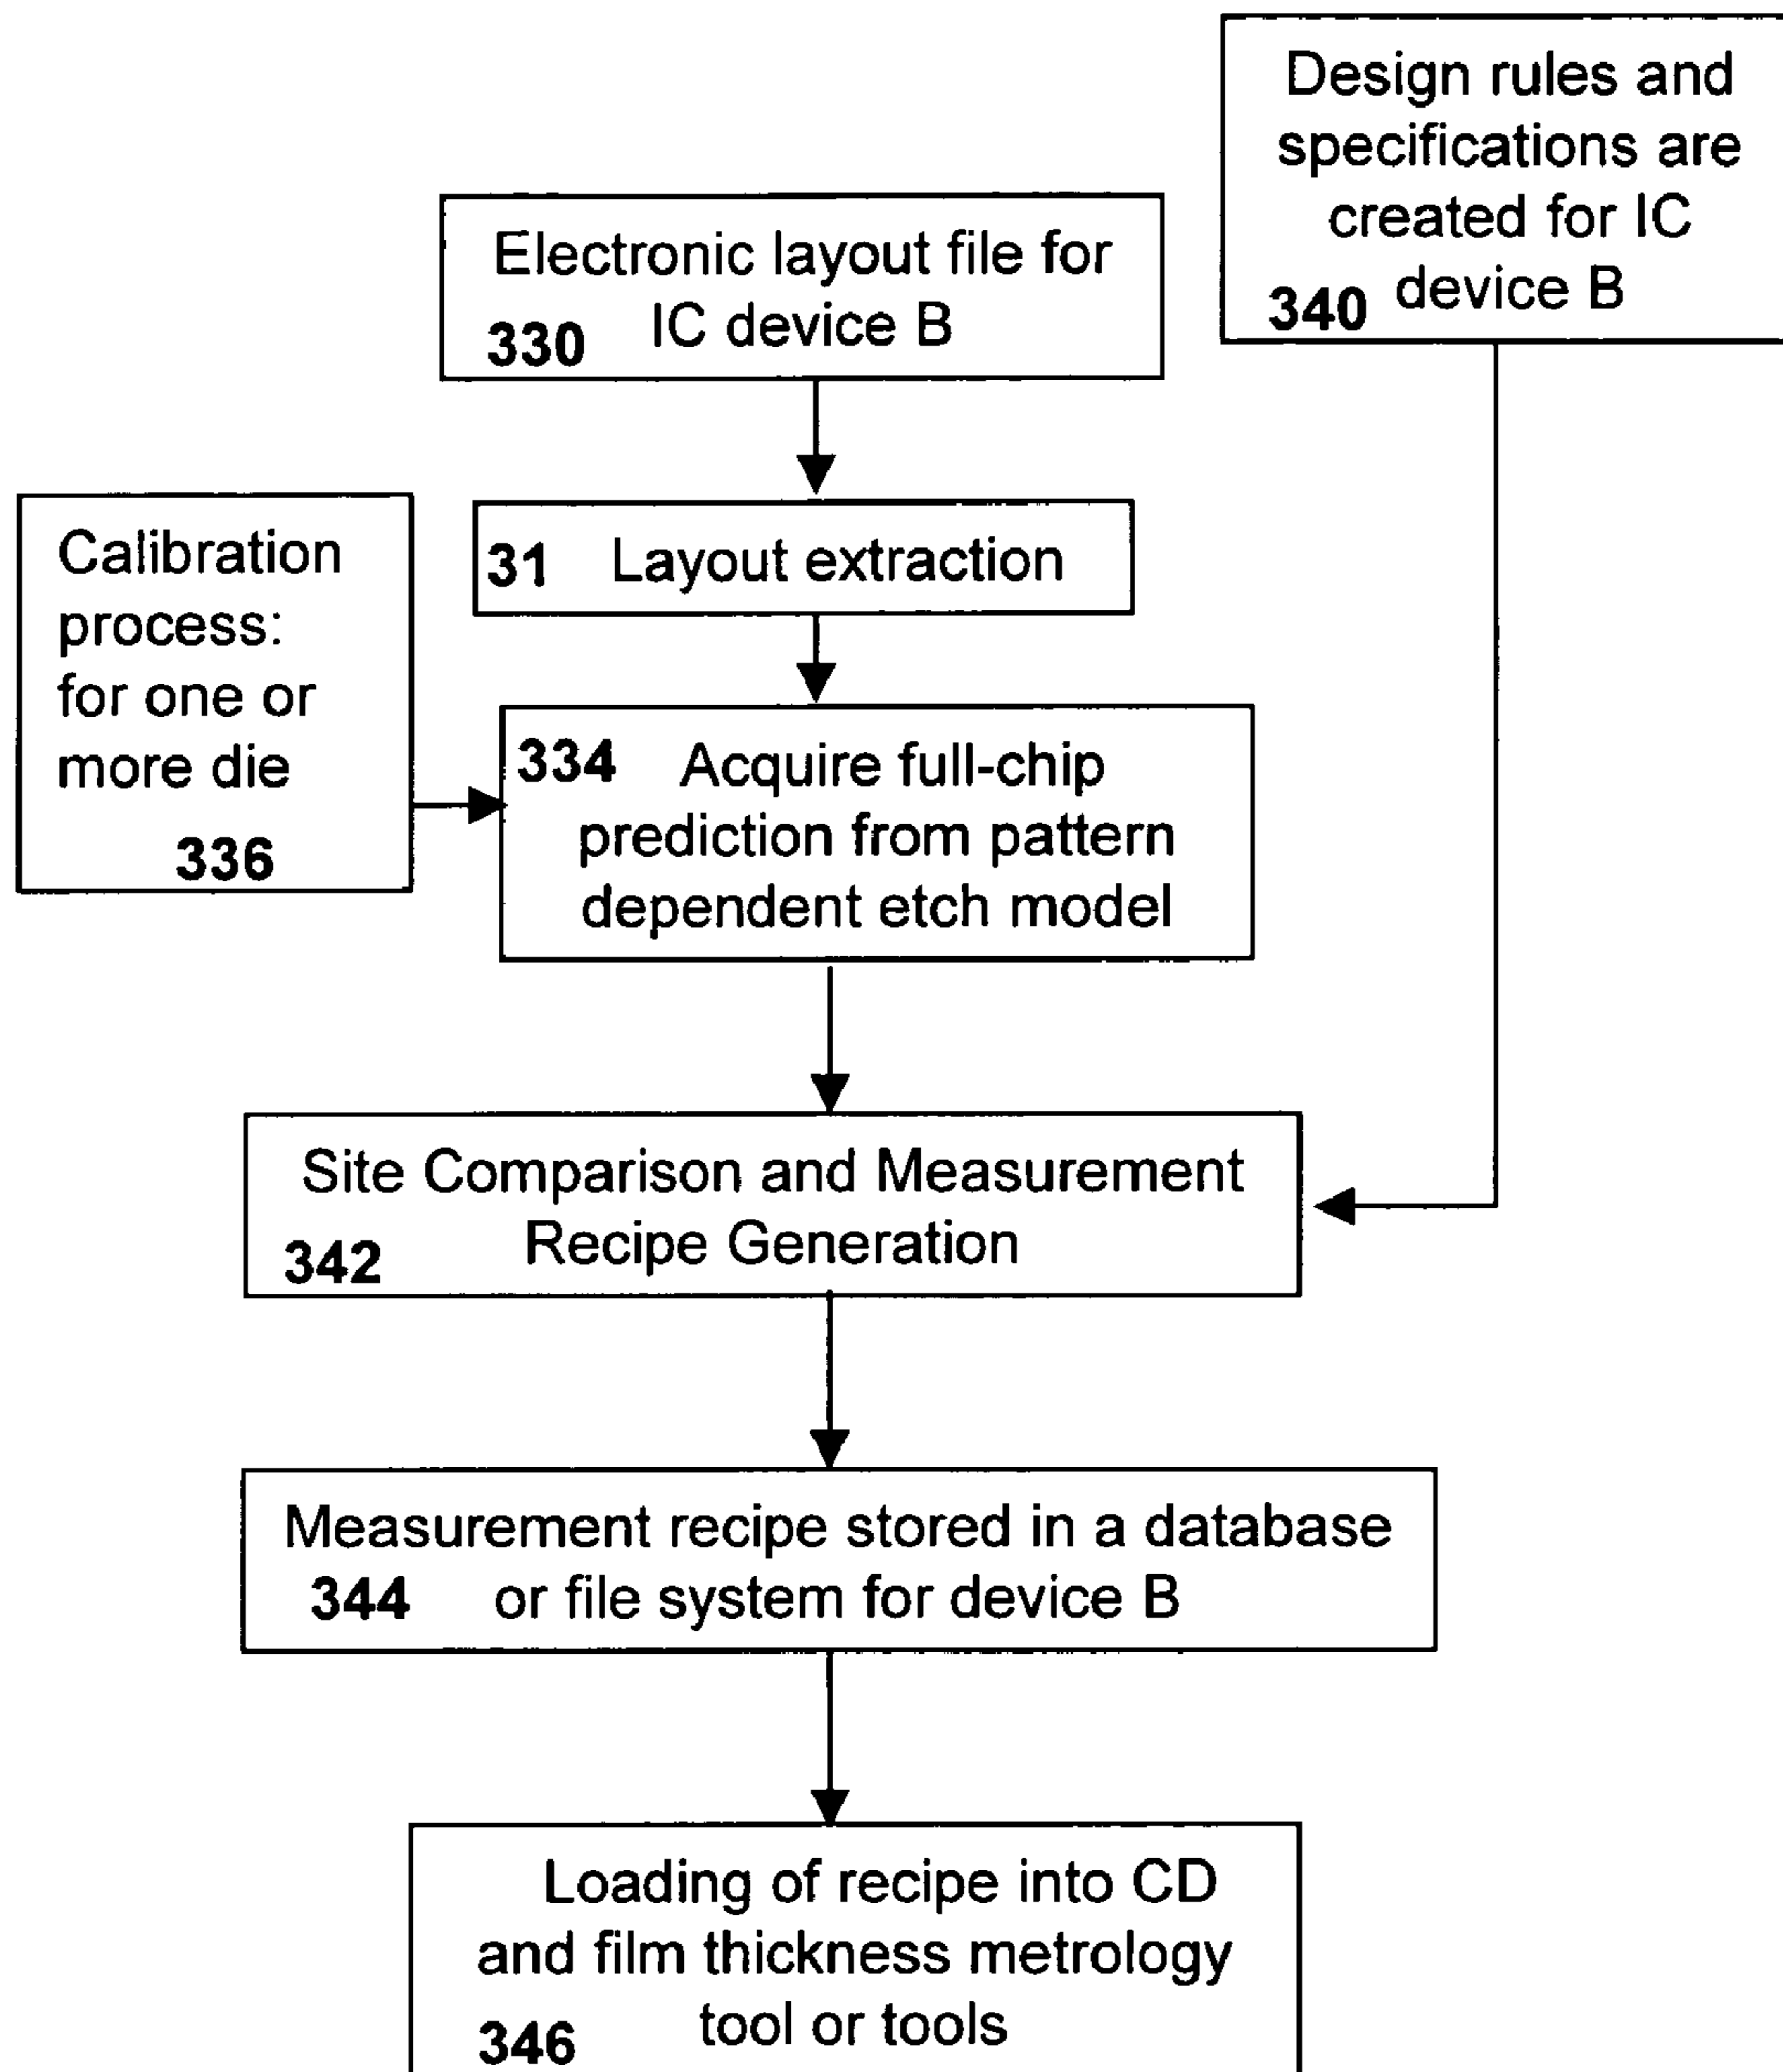 Design rules and
specifications are
created for IC
340 device B
Electronic layout file for
330 IC device B
31 Layout extraction
Calibration
process:
for one or
more die
336
334 Acquire full-chip
prediction from pattern
dependent etch model
Site Comparison and Measurement
Recipe Generation
342
Measurement recipe stored in a database
344 or file system for device B
Loading of recipe into CD
and film thickness metrology
346 tool or tools